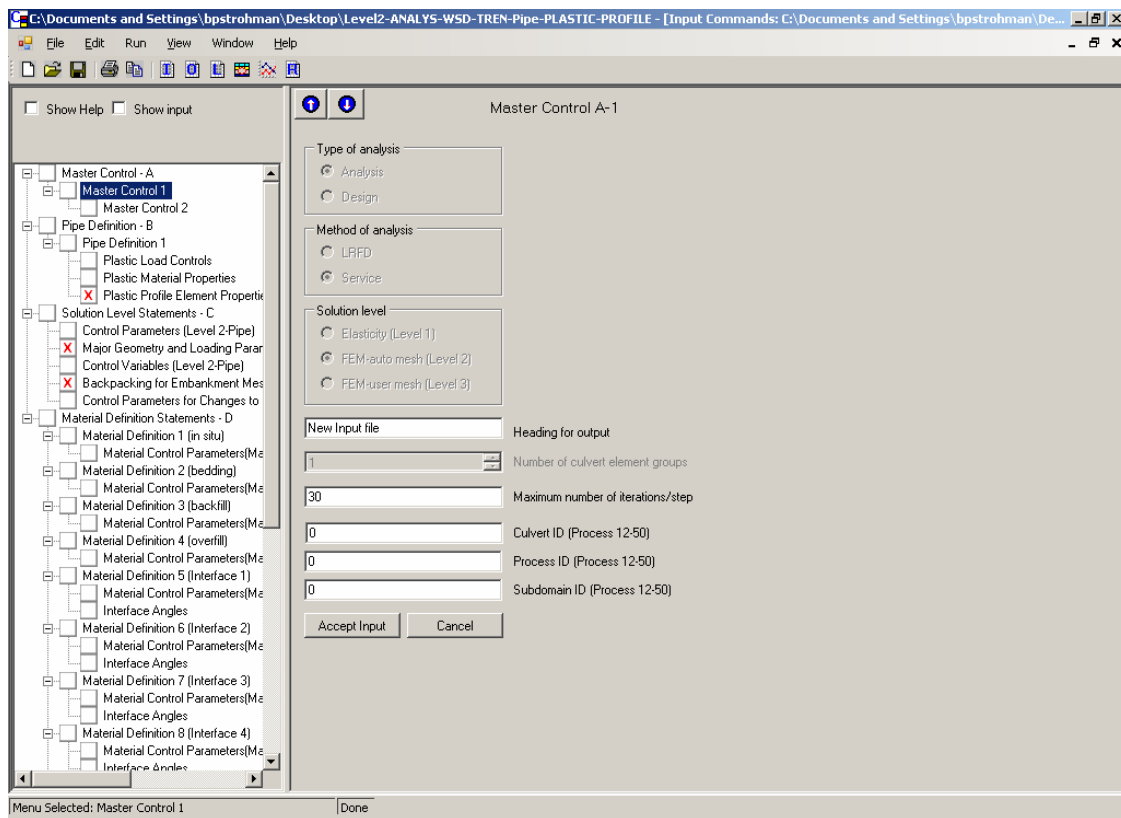 C:\Documents and Settings\bpstrohman\Desktop\Level2-ANALYS-WSD-TREN-Pipe-PLASTIC-PROFILE - [Input Commands: C:\Documents and Settings\bpstrohman\De...
File Edit Run View Window Help
Show Help Show input
Master Control - A
Master Control 1
Master Control 2
Pipe Definition - B
Pipe Definition 1
Plastic Load Controls
Plastic Material Properties
X Plastic Profile Element Propertie
Solution Level Statements - C
Control Parameters (Level 2-Pipe)
X Major Geometry and Loading Parar
Control Variables (Level 2-Pipe)
X Backpacking for Embankment Mes
Control Parameters for Changes to
Material Definition Statements - D
Material Definition 1 (in situ)
Material Control Parameters(Ma
Material Definition 2 (bedding)
Material Control Parameters(Ma
Material Definition 3 (backfill)
Material Control Parameters(Ma
Material Definition 4 (overfill)
Material Control Parameters(Ma
Material Definition 5 (Interface 1)
Material Control Parameters(Ma
Interface Angles
Material Definition 6 (Interface 2)
Material Control Parameters(Ma
Interface Angles
Material Definition 7 (Interface 3)
Material Control Parameters(Ma
Interface Angles
Material Definition 8 (Interface 4)
Material Control Parameters(Ma
Interface Angles
Master Control A-1
Type of analysis
Analysis
Design
Method of analysis
LRFD
Service
Solution level
Elasticity (Level 1)
FEM-auto mesh (Level 2)
FEM-user mesh (Level 3)
New Input file Heading for output
1 Number of culvert element groups
30 Maximum number of iterations/step
0 Culvert ID (Process 12-50)
0 Process ID (Process 12-50)
0 Subdomain ID (Process 12-50)
Accept Input Cancel
Menu Selected: Master Control 1 Done